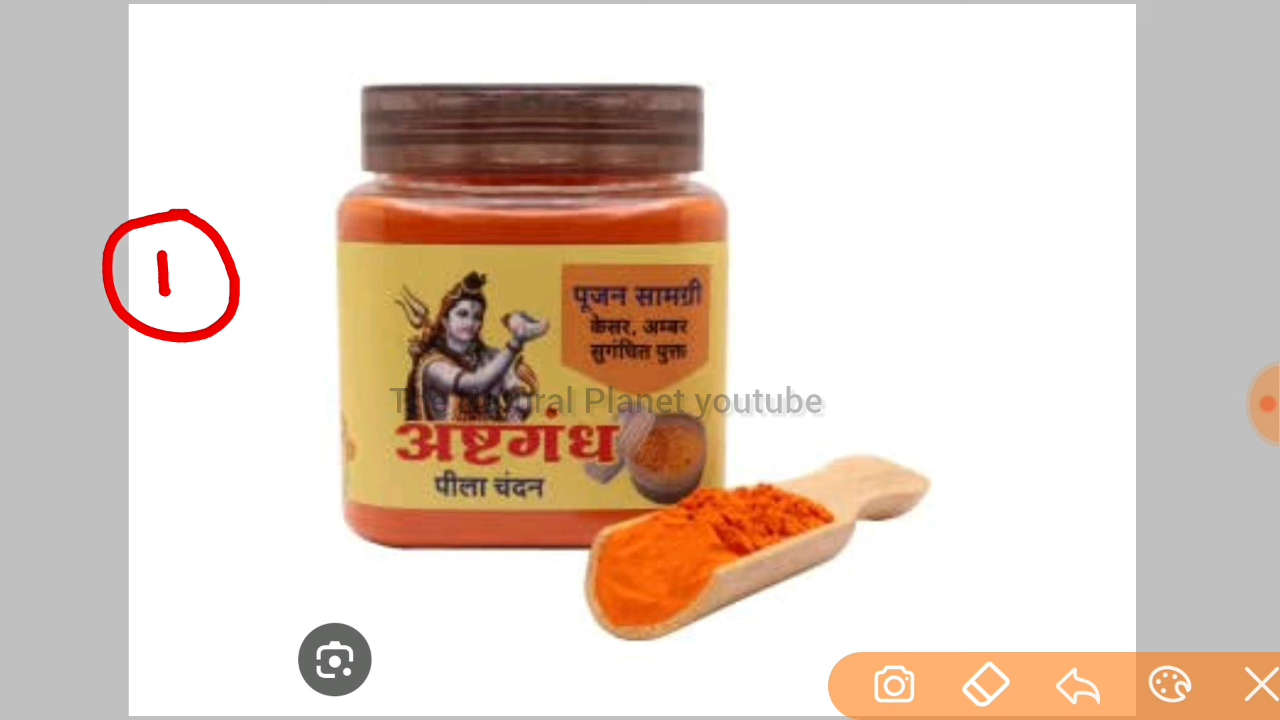 1
पूजन सामग्री
केसर, अम्बर
सुगंधित युक्त
The Natural Planet youtube
अष्टगंध
पीला चंदन